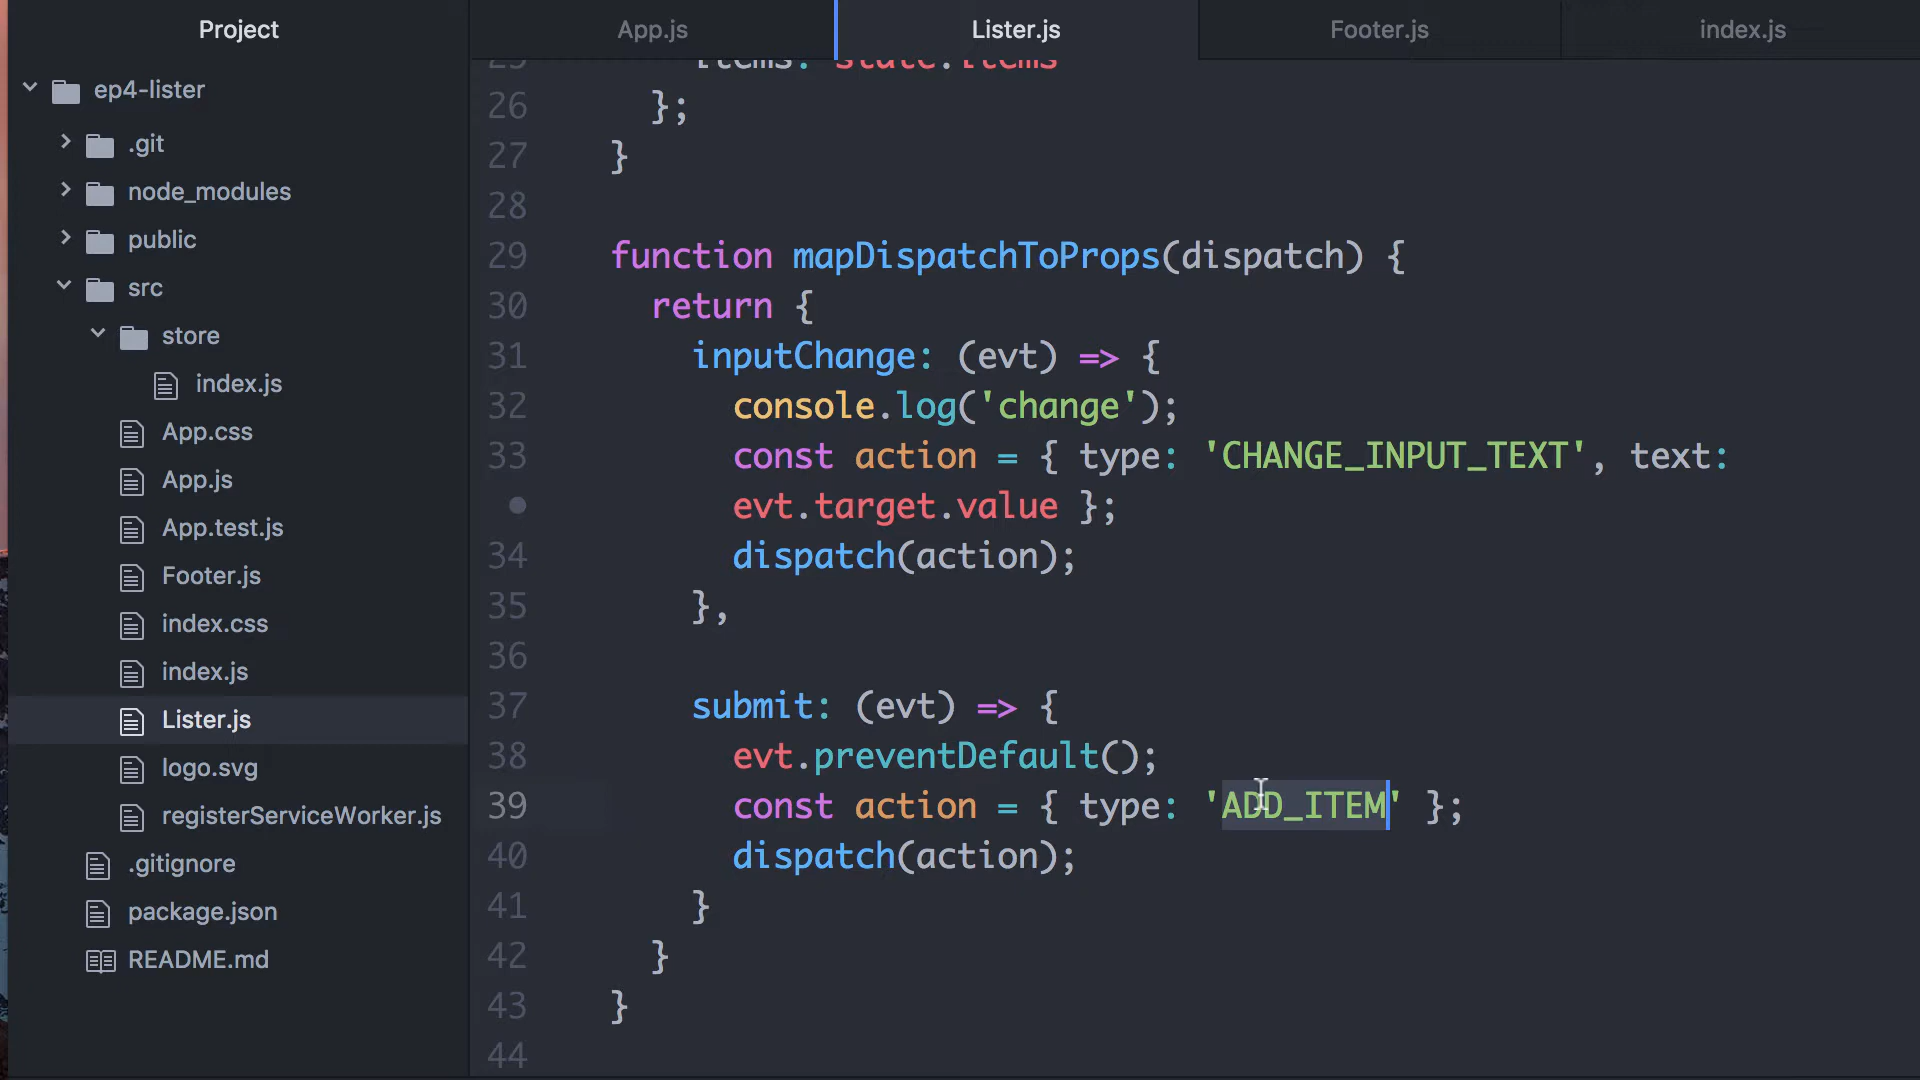 Project
ep4-lister
.git
node_modules
public
src
store
index.js
App.css
App.js
App.test.js
Footer.js
index.css
index.js
Lister.js
logo.svg
registerServiceWorker.js
.gitignore
package.json
README.md
App.js
Lister.js
Footer.js
index.js
25 items: state.items
26 };
27 }
28
29 function mapDispatchToProps(dispatch) {
30 return {
31 inputChange: (evt) => {
32 console.log('change');
33 const action = { type: 'CHANGE_INPUT_TEXT', text:
• evt.target.value };
34 dispatch(action);
35 },
36
37 submit: (evt) => {
38 evt.preventDefault();
39 const action = { type: 'ADD_ITEM' };
40 dispatch(action);
41 }
42 }
43 }
44